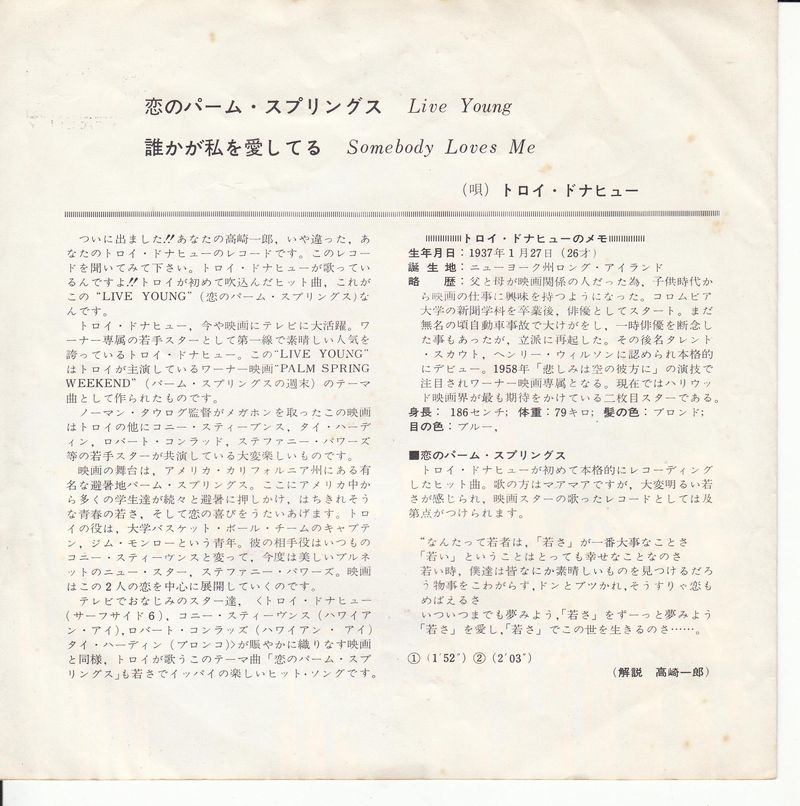 恋のパーム・スプリングス Live Young
誰かが私を愛してる Somebody Loves Me
(唄) トロイ・ドナヒュー
ついに出ました!!あなたの高崎一郎，いや違った，あ
なたのトロイ・ドナヒューのレコードです。このレコー
ドを聞いてみて下さい。トロイ・ドナヒューが歌ってい
るんですよ!!トロイが初めて吹込んだヒット曲，これが
この "LIVE YOUNG" (恋のパーム・スプリングス)な
んです。
トロイ・ドナヒュー，今や映画にテレビに大活躍。ワ
ーナー専属の若手スターとして第一線で素晴しい人気を
誇っているトロイ・ドナヒュー。この"LIVE YOUNG"
はトロイが主演しているワーナー映画"PALM SPRING
WEEKEND" (パーム・スプリングスの週末) のテーマ
曲として作られたものです。
ノーマン・タウログ監督がメガホンを取ったこの映画
はトロイの他にコニー・スティーブンス，タイ・ハーデ
ィン，ロバート・コンラッド，ステファニー・パワーズ
等の若手スターが共演している大変楽しいものです。
映画の舞台は，アメリカ・カリフォルニア州にある有
名な避暑地パーム・スプリングス。ここにアメリカ中か
ら多くの学生達が続々と避暑に押しかけ，はちきれそう
な青春の若さ，そして恋の喜びをうたいあげます。トロ
イの役は，大学バスケット・ボール・チームのキャプテ
ン，ジム・モンローという青年。彼の相手役はいつもの
コニー・スティーヴンスと変って，今度は美しいブルネ
ットのニュー・スター，ステファニー・パワーズ。映画
はこの2人の恋を中心に展開していくのです。
テレビでおなじみのスター達，〈トロイ・ドナヒュー
(サーフサイド6)，コニー・スティーヴンス (ハワイアン
・アイ)，ロバート・コンラッズ (ハワイアン・アイ)
タイ・ハーディン (ブロンコ)〉が賑やかに織りなす映画
と同様，トロイが歌うこのテーマ曲「恋のパーム・スプ
リングス」も若さでイッパイの楽しいヒット・ソングです。
トロイ・ドナヒューのメモ
生年月日：1937年1月27日 (26才)
誕生地：ニューヨーク州ロング・アイランド
略歴：父と母が映画関係の人だった為，子供時代か
ら映画の仕事に興味を持つようになった。コロムビア
大学の新聞学科を卒業後，俳優としてスタート。まだ
無名の頃自動車事故で大けがをし，一時俳優を断念し
た事もあったが，立派に再起した。その後名タレント
・スカウト，ヘンリー・ウィルソンに認められ本格的
にデビュー。1958年「悲しみは空の彼方に」の演技で
注目されワーナー映画専属となる。現在ではハリウッ
ド映画界が最も期待をかけている二枚目スターである。
身長： 186センチ； 体重：79キロ； 髪の色：ブロンド；
目の色：ブルー，
■恋のパーム・スプリングス
トロイ・ドナヒューが初めて本格的にレコーディング
したヒット曲。歌の方はマアマアですが，大変明るい若
さが感じられ，映画スターの歌ったレコードとしては及
第点がつけられます。
"なんたって若者は，「若さ」が一番大事なことさ
「若い」ということはとっても幸せなことなのさ
若い時，僕達は皆なにか素晴しいものを見つけるだろ
う物事をこわがらず，ドンとブツかれ，そうすりゃ恋も
めばえるさ
いついつまでも夢みよう，「若さ」をずーっと夢みよう
「若さ」を愛し，「若さ」でこの世を生きるのさ……。
① (1′52″) ② (2′03″)
(解説 高崎一郎)